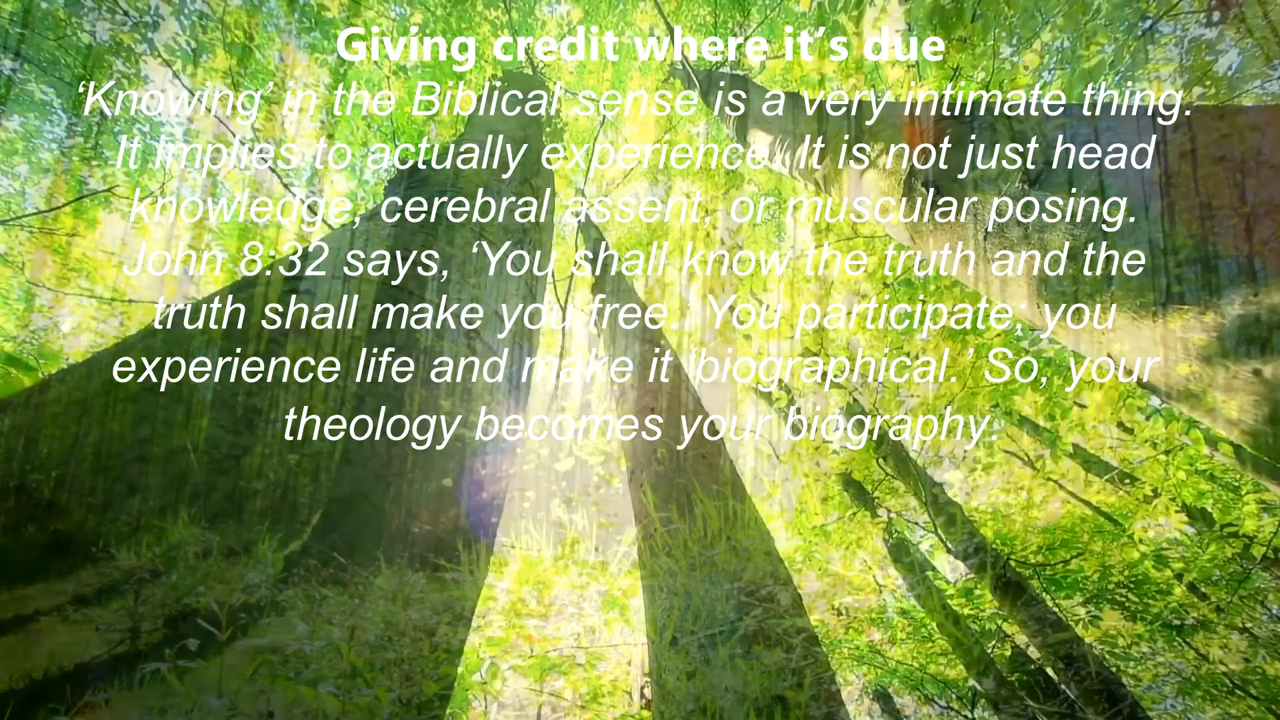 Giving credit where it’s due
‘Knowing’ in the Biblical sense is a very intimate thing.
It implies to actually experience. It is not just head
knowledge, cerebral assent, or muscular posing.
John 8:32 says, ‘You shall know the truth and the
truth shall make you free.’ You participate; you
experience life and make it ‘biographical.’ So, your
theology becomes your biography.